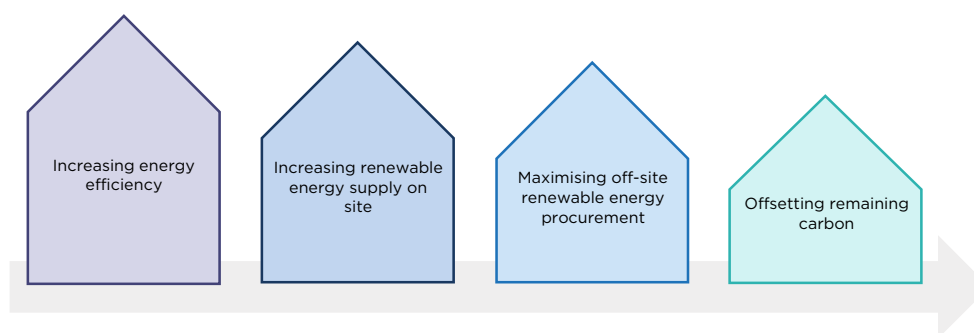 Increasing energy
efficiency
Increasing renewable
energy supply on
site
Maximising off-site
renewable energy
procurement
Offsetting remaining
carbon